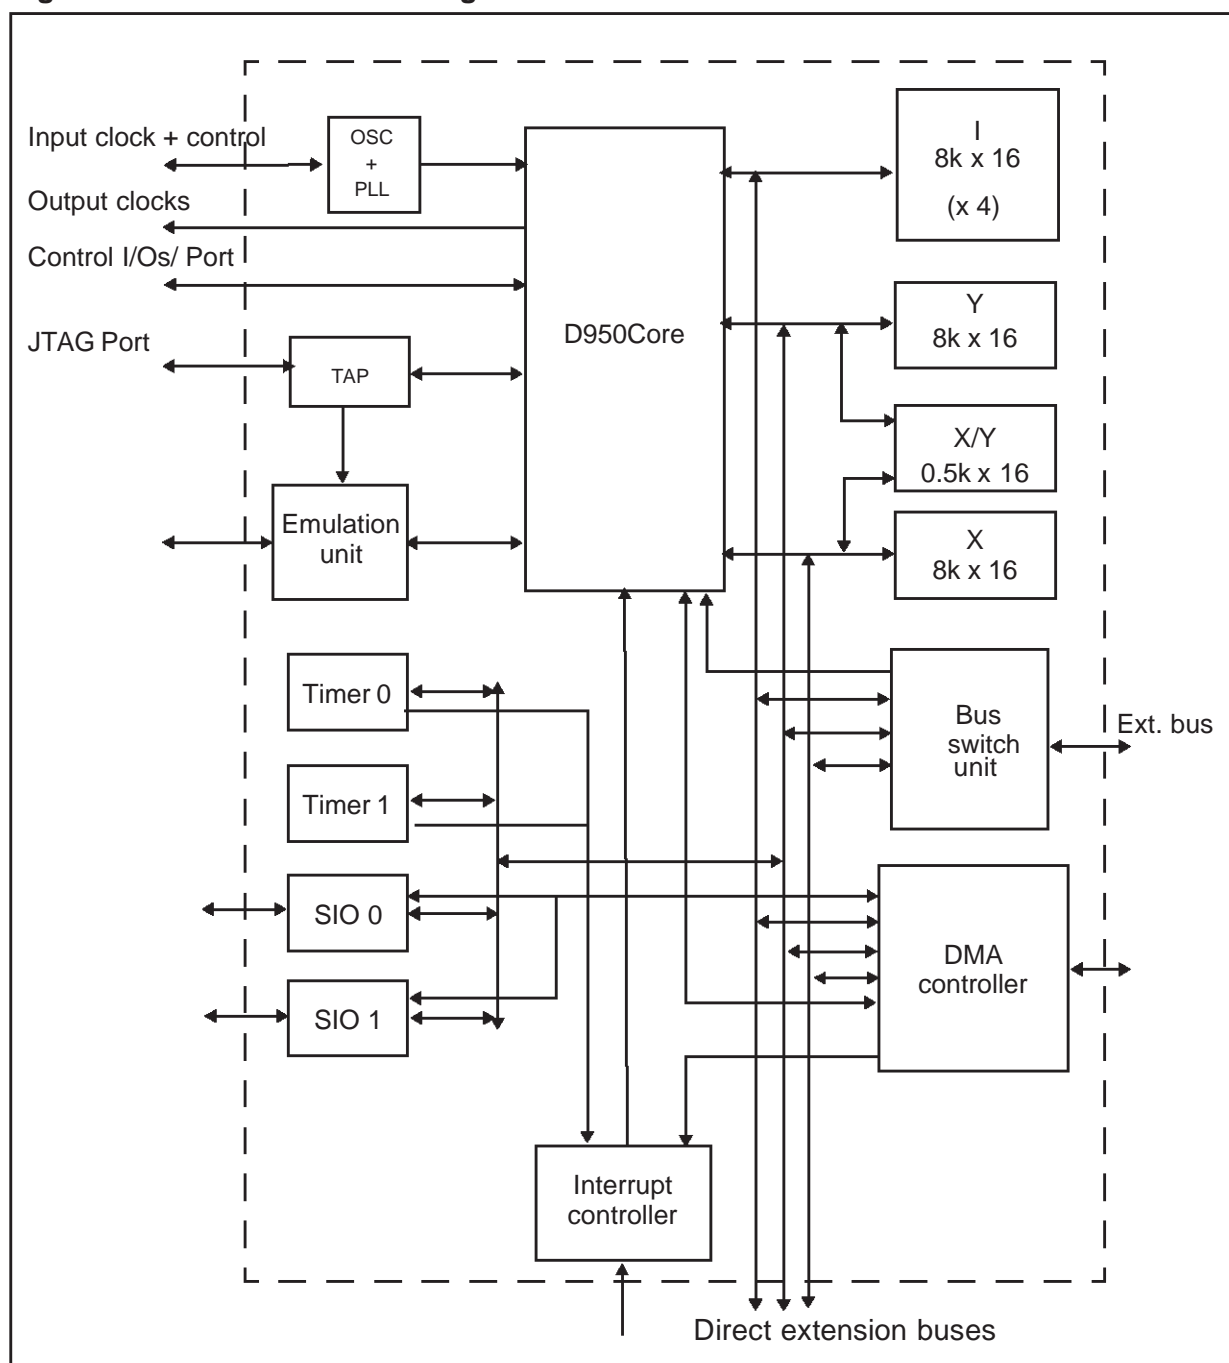 Input clock + control
OSC
+
PLL
Output clocks
Control I/Os/ Port
JTAG Port
TAP
Emulation
unit
D950Core
I
8k x 16
(x 4)
Y
8k x 16
X/Y
0.5k x 16
X
8k x 16
Timer 0
Timer 1
SIO 0
SIO 1
Bus
switch
unit
Ext. bus
DMA
controller
Interrupt
controller
Direct extension buses